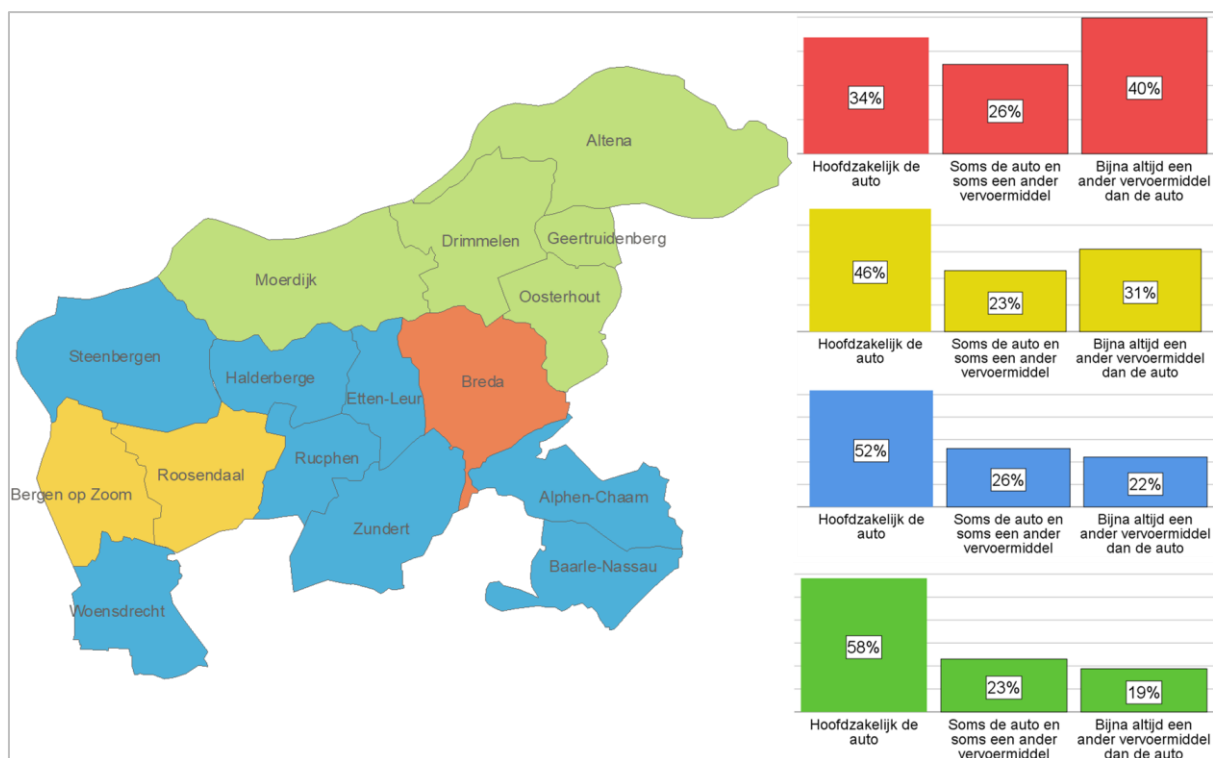 Altena
Drimmelen
Geertruidenberg
Moerdijk
Oosterhout
Steenbergen
Halderberge
Etten-Leur
Breda
Bergen op Zoom
Roosendaal
Rucphen
Zundert
Alphen-Chaam
Baarle-Nassau
Woensdrecht
34%
26%
40%
Hoofdzakelijk de
auto
Soms de auto en
soms een ander
vervoermiddel
Bijna altijd een
ander vervoermiddel
dan de auto
46%
23%
31%
Hoofdzakelijk de
auto
Soms de auto en
soms een ander
vervoermiddel
Bijna altijd een
ander vervoermiddel
dan de auto
52%
26%
22%
Hoofdzakelijk de
auto
Soms de auto en
soms een ander
vervoermiddel
Bijna altijd een
ander vervoermiddel
dan de auto
58%
23%
19%
Hoofdzakelijk de
auto
Soms de auto en
soms een ander
vervoermiddel
Bijna altijd een
ander vervoermiddel
dan de auto